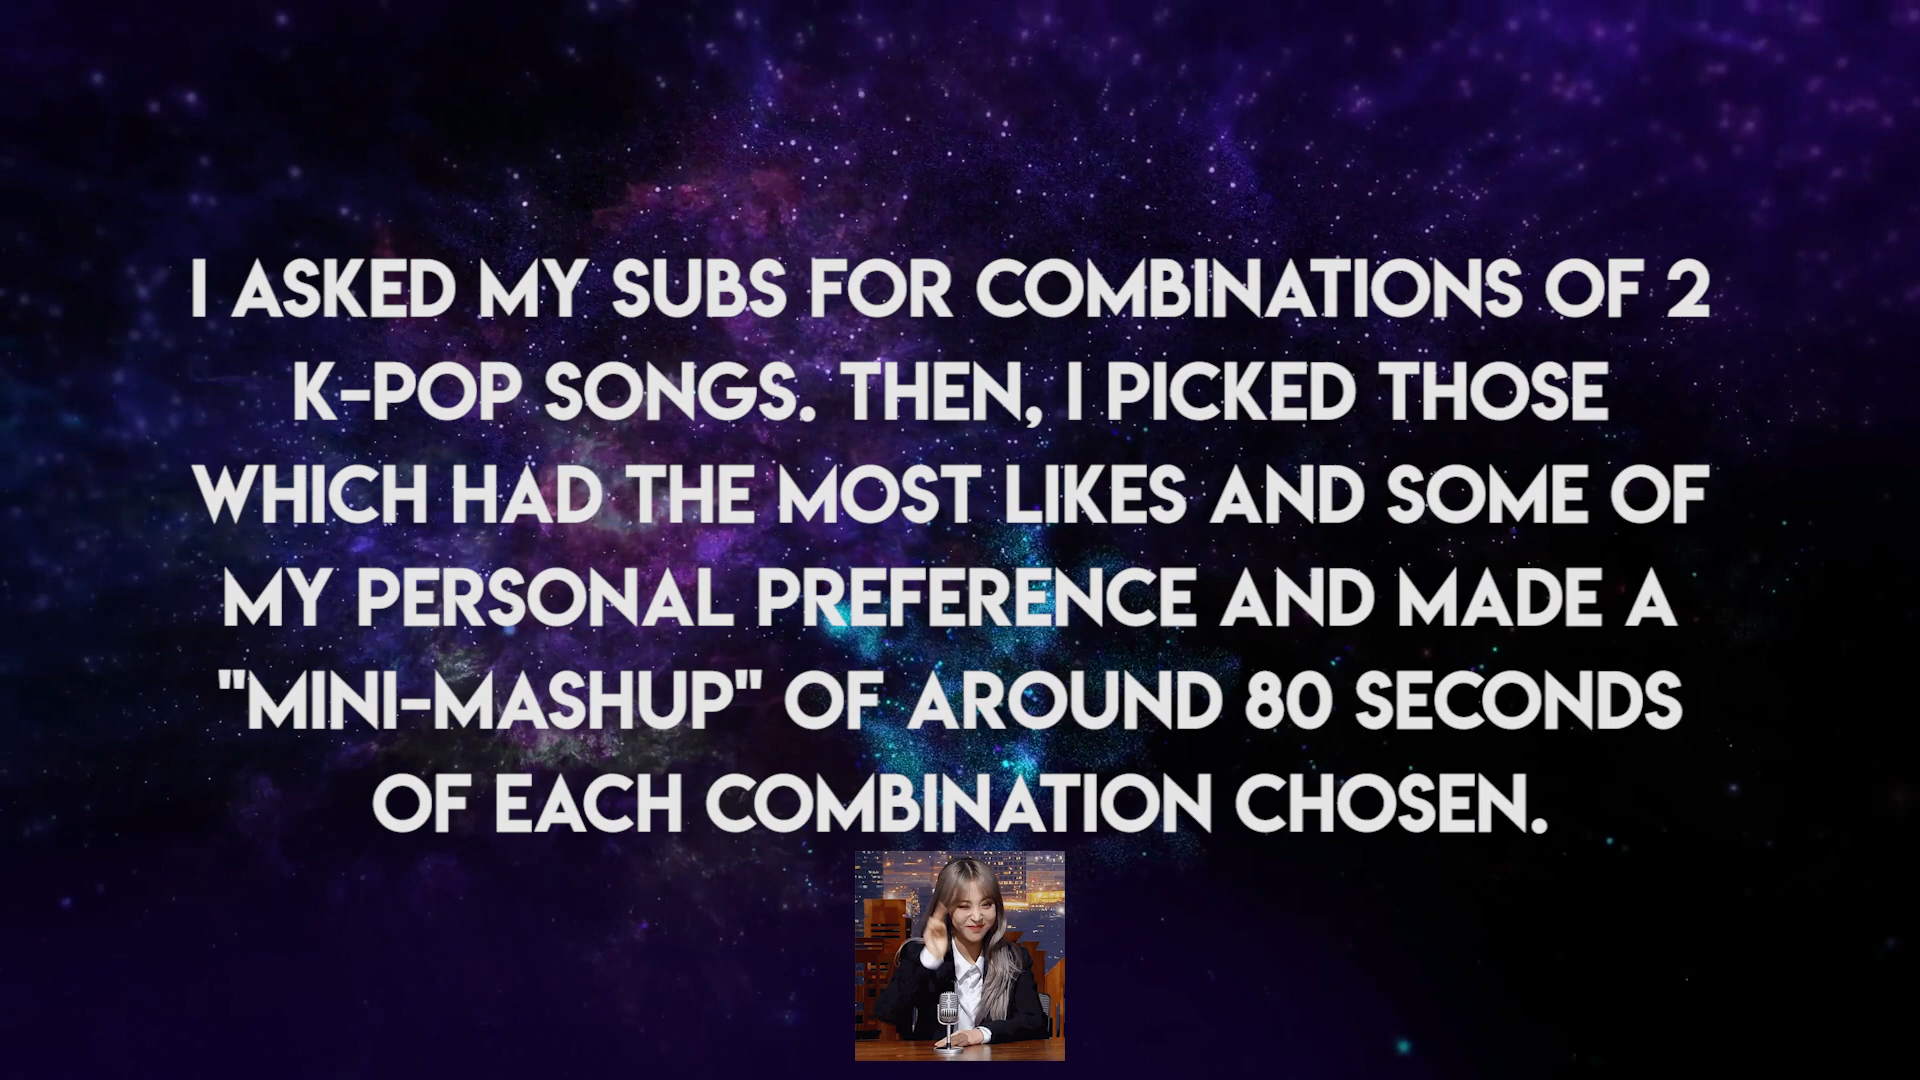 I ASKED MY SUBS FOR COMBINATIONS OF 2
K-POP SONGS. THEN, I PICKED THOSE
WHICH HAD THE MOST LIKES AND SOME OF
MY PERSONAL PREFERENCE AND MADE A
"MINI-MASHUP" OF AROUND 80 SECONDS
OF EACH COMBINATION CHOSEN.